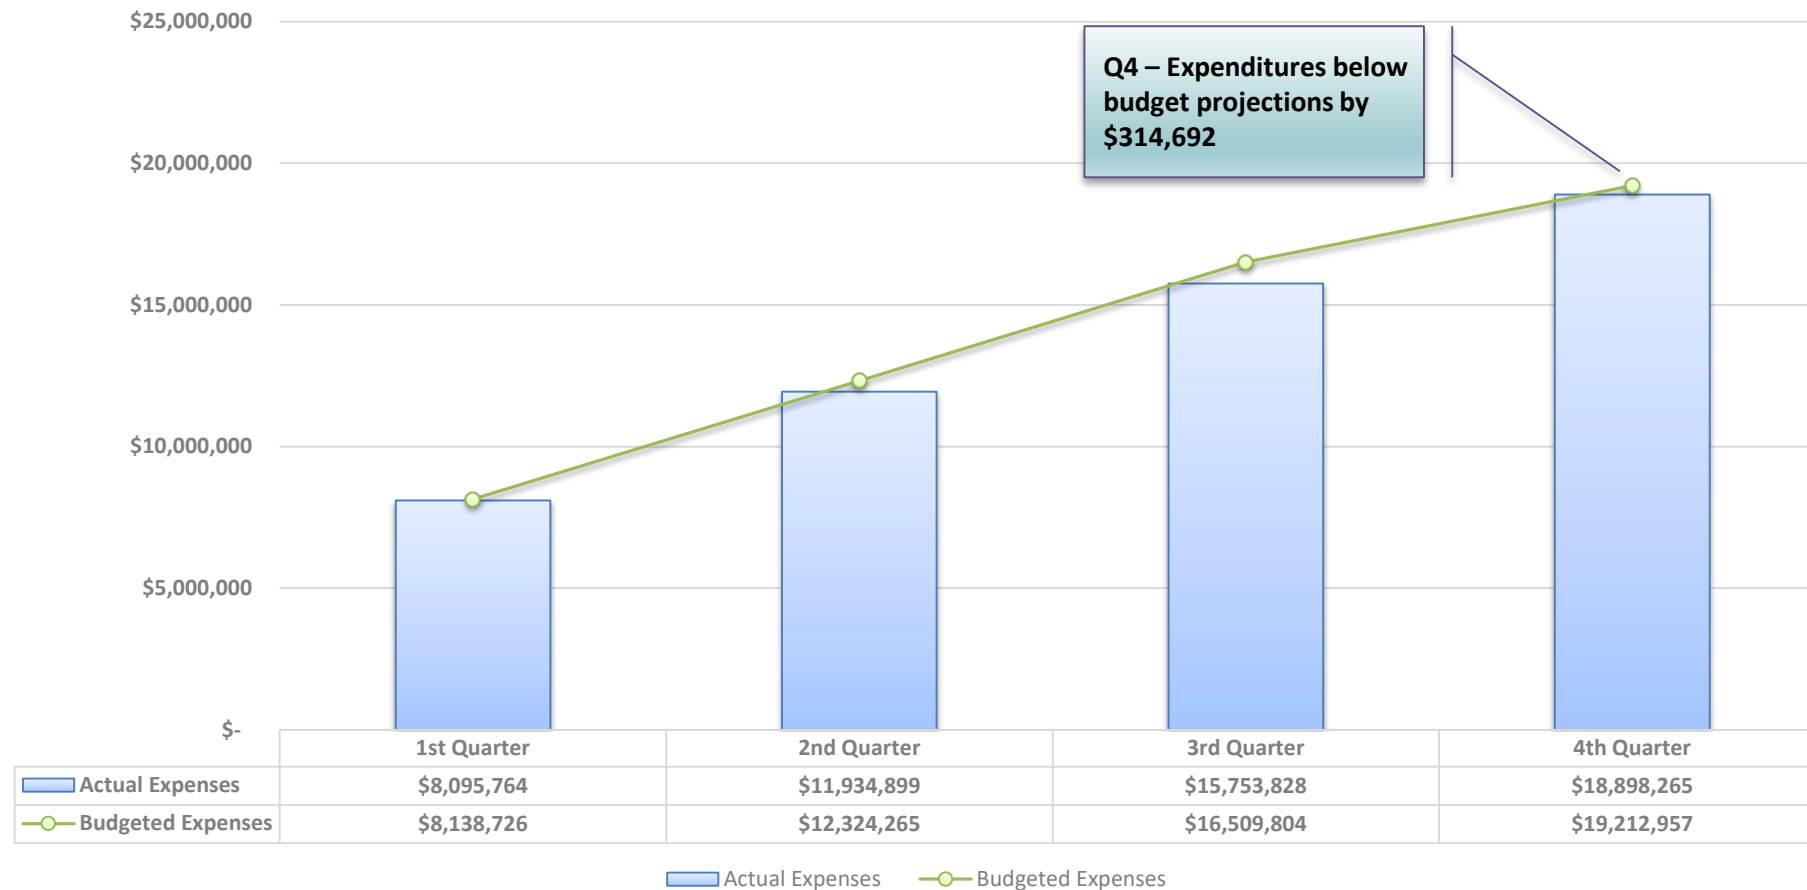 $25,000,000
Q4 – Expenditures below
budget projections by
$314,692
$20,000,000
$15,000,000
$10,000,000
$5,000,000
$-
1st Quarter 2nd Quarter 3rd Quarter 4th Quarter
Actual Expenses $8,095,764 $11,934,899 $15,753,828 $18,898,265
Budgeted Expenses $8,138,726 $12,324,265 $16,509,804 $19,212,957
Actual Expenses Budgeted Expenses